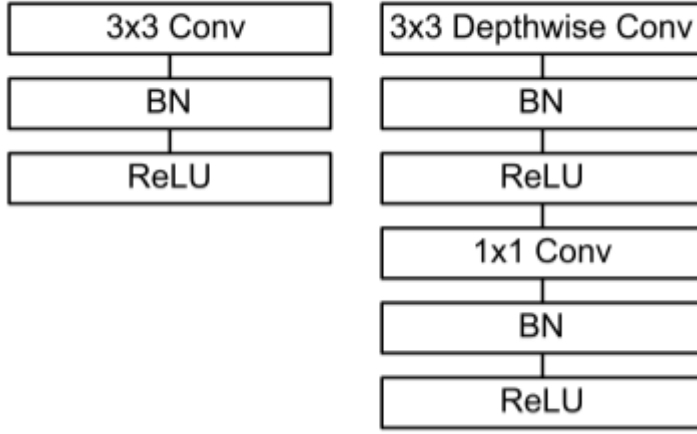 3x3 Conv
BN
ReLU
3x3 Depthwise Conv
BN
ReLU
1x1 Conv
BN
ReLU